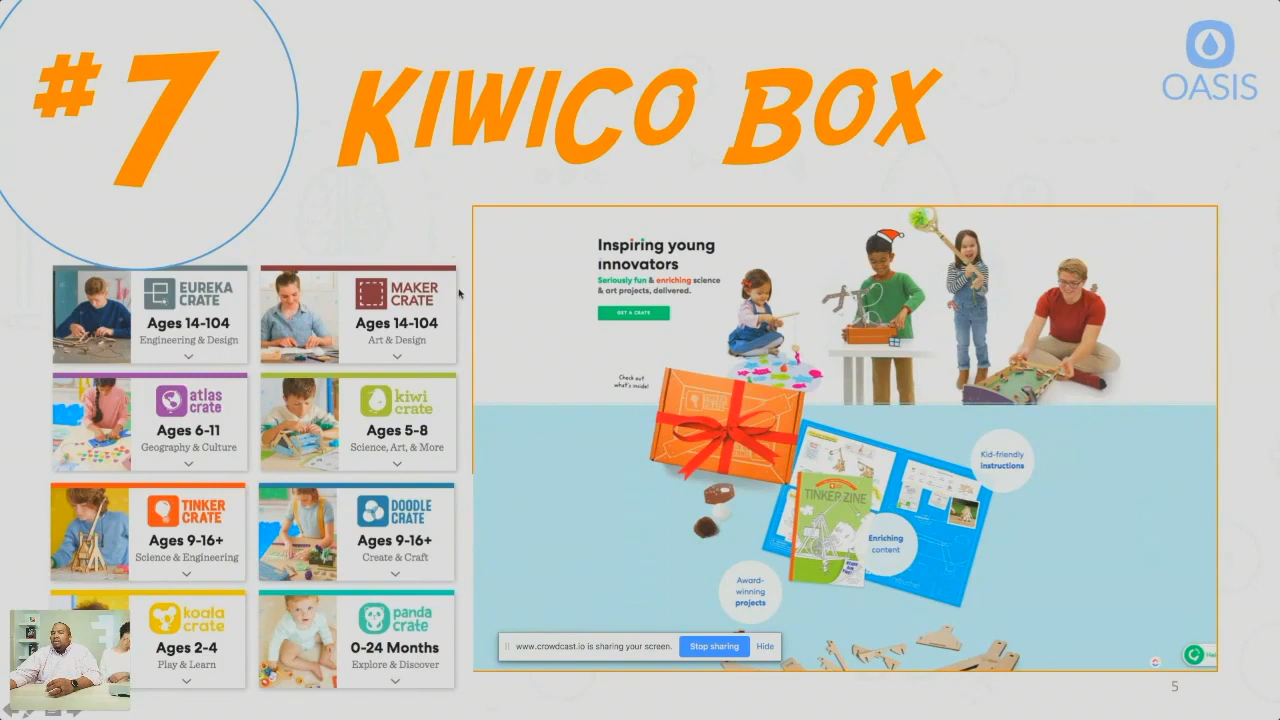 #7
KIWICO BOX
OASIS
EUREKA
CRATE
Ages 14-104
Engineering & Design
MAKER
CRATE
Ages 14-104
Art & Design
atlas
crate
Ages 6-11
Geography & Culture
kiwi
crate
Ages 5-8
Science, Art, & More
TINKER
CRATE
Ages 9-16+
Science & Engineering
DOODLE
CRATE
Ages 9-16+
Create & Craft
koala
crate
Ages 2-4
Play & Learn
panda
crate
0-24 Months
Explore & Discover
Inspiring young
innovators
Seriously fun & enriching science
& art projects, delivered.
GET A CRATE
Check out
what's inside!
TINKER ZINE
Kid-friendly
instructions
Enriching
content
Award-
winning
projects
www.crowdcast.io is sharing your screen.
Stop sharing
Hide
5